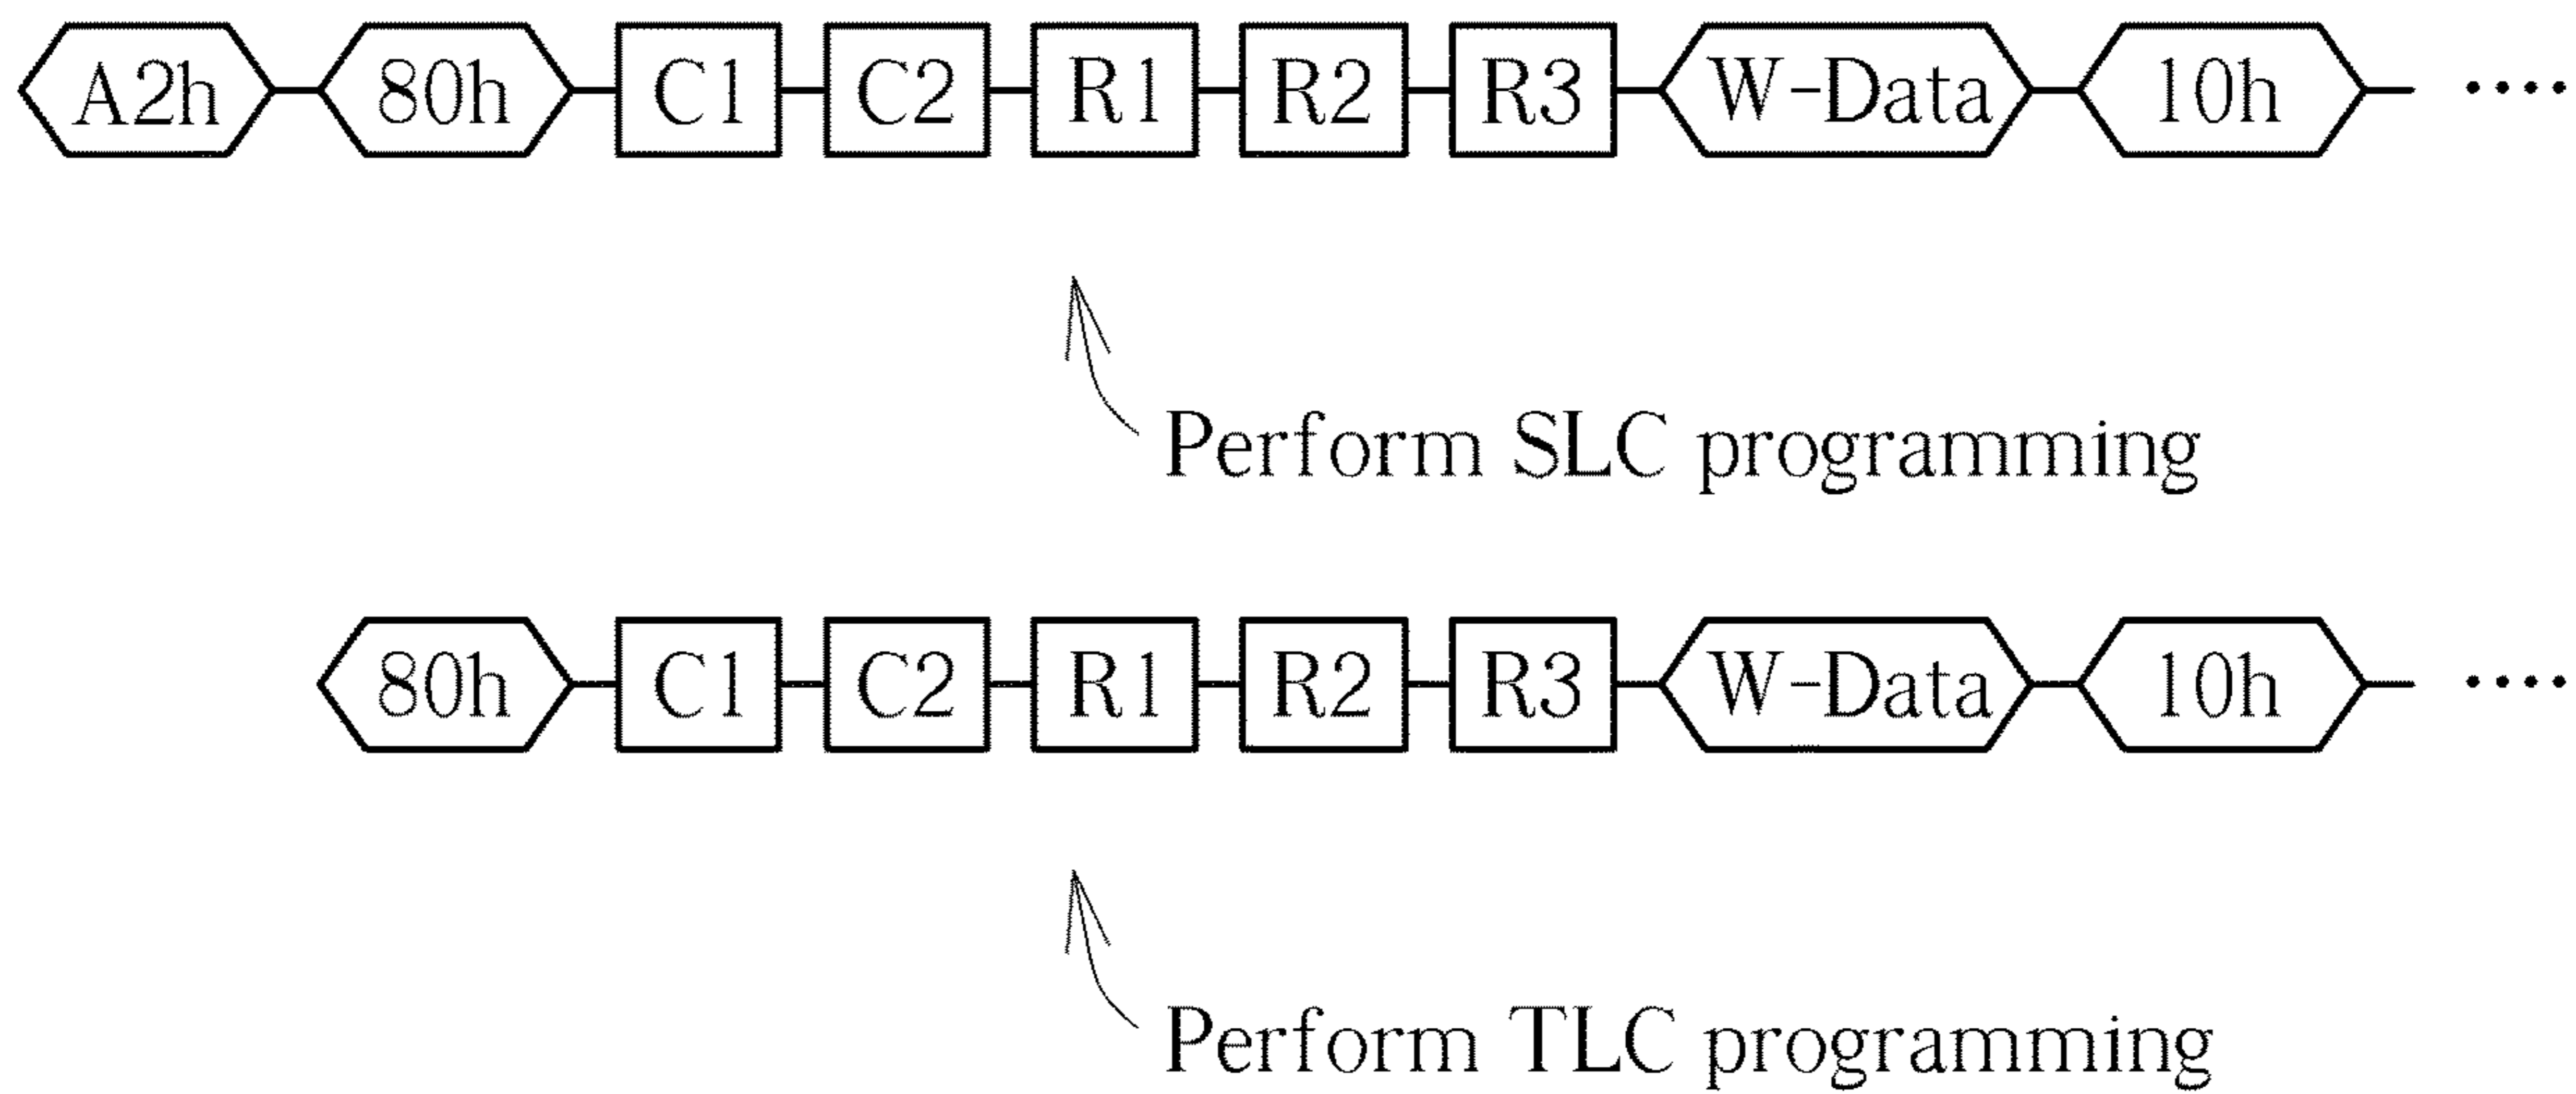 A2h 80h C1 C2 R1 R2 R3 W-Data 10h ····
Perform SLC programming
80h C1 C2 R1 R2 R3 W-Data 10h ····
Perform TLC programming